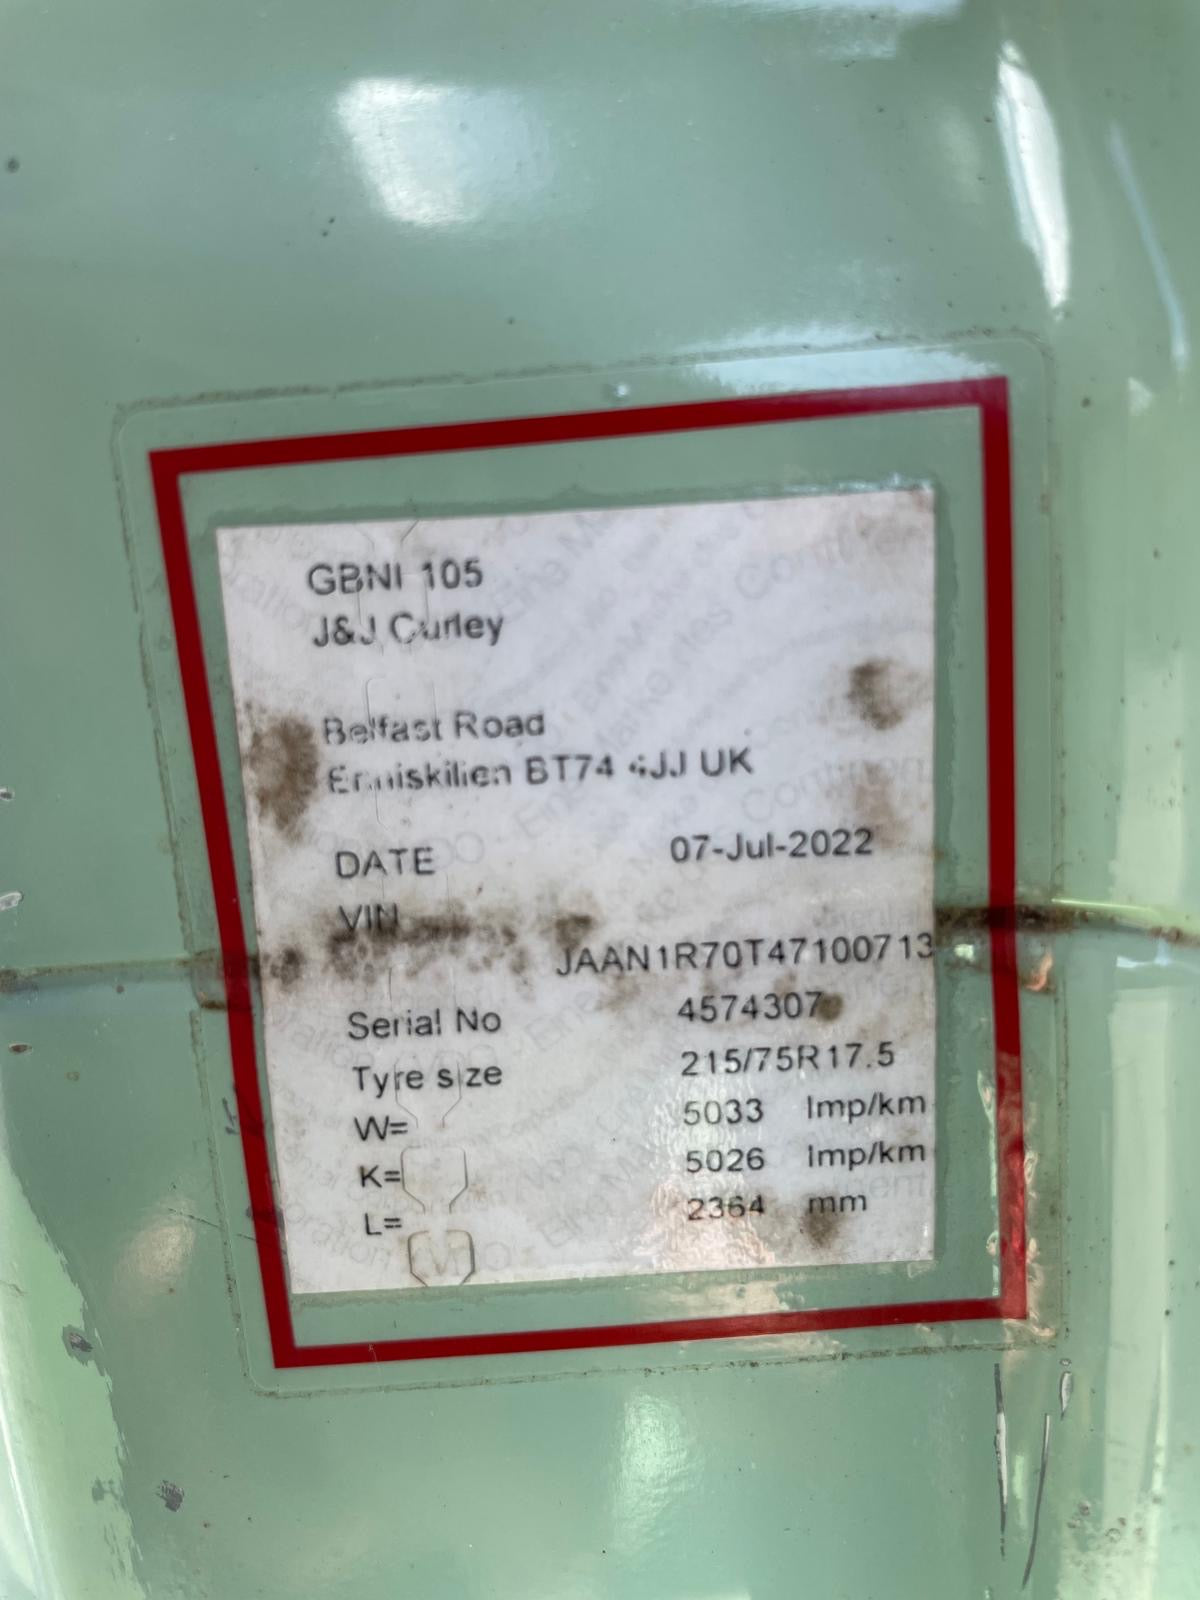 GBNI 105
J&J Curley
Belfast Road
Enniskilien BT74 4JJ UK
DATE 07-Jul-2022
VIN
JAAN1R70T47100713
Serial No 4574307
Tyre size 215/75R17.5
W= 5033 Imp/km
K= 5026 Imp/km
L= 2364 mm